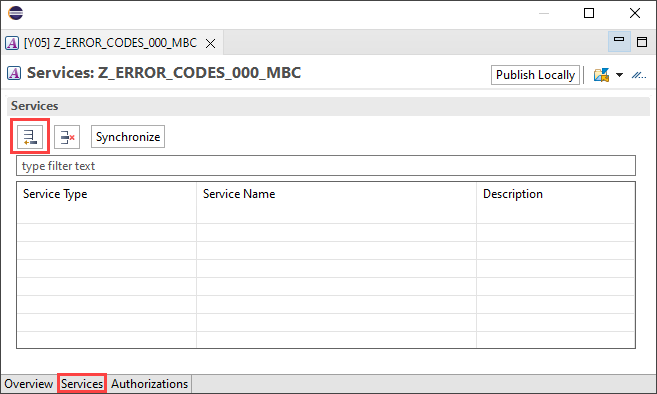 [Y05] Z_ERROR_CODES_000_MBC
Services: Z_ERROR_CODES_000_MBC
Publish Locally
Services
Synchronize
type filter text
Service Type Service Name Description
Overview Services Authorizations